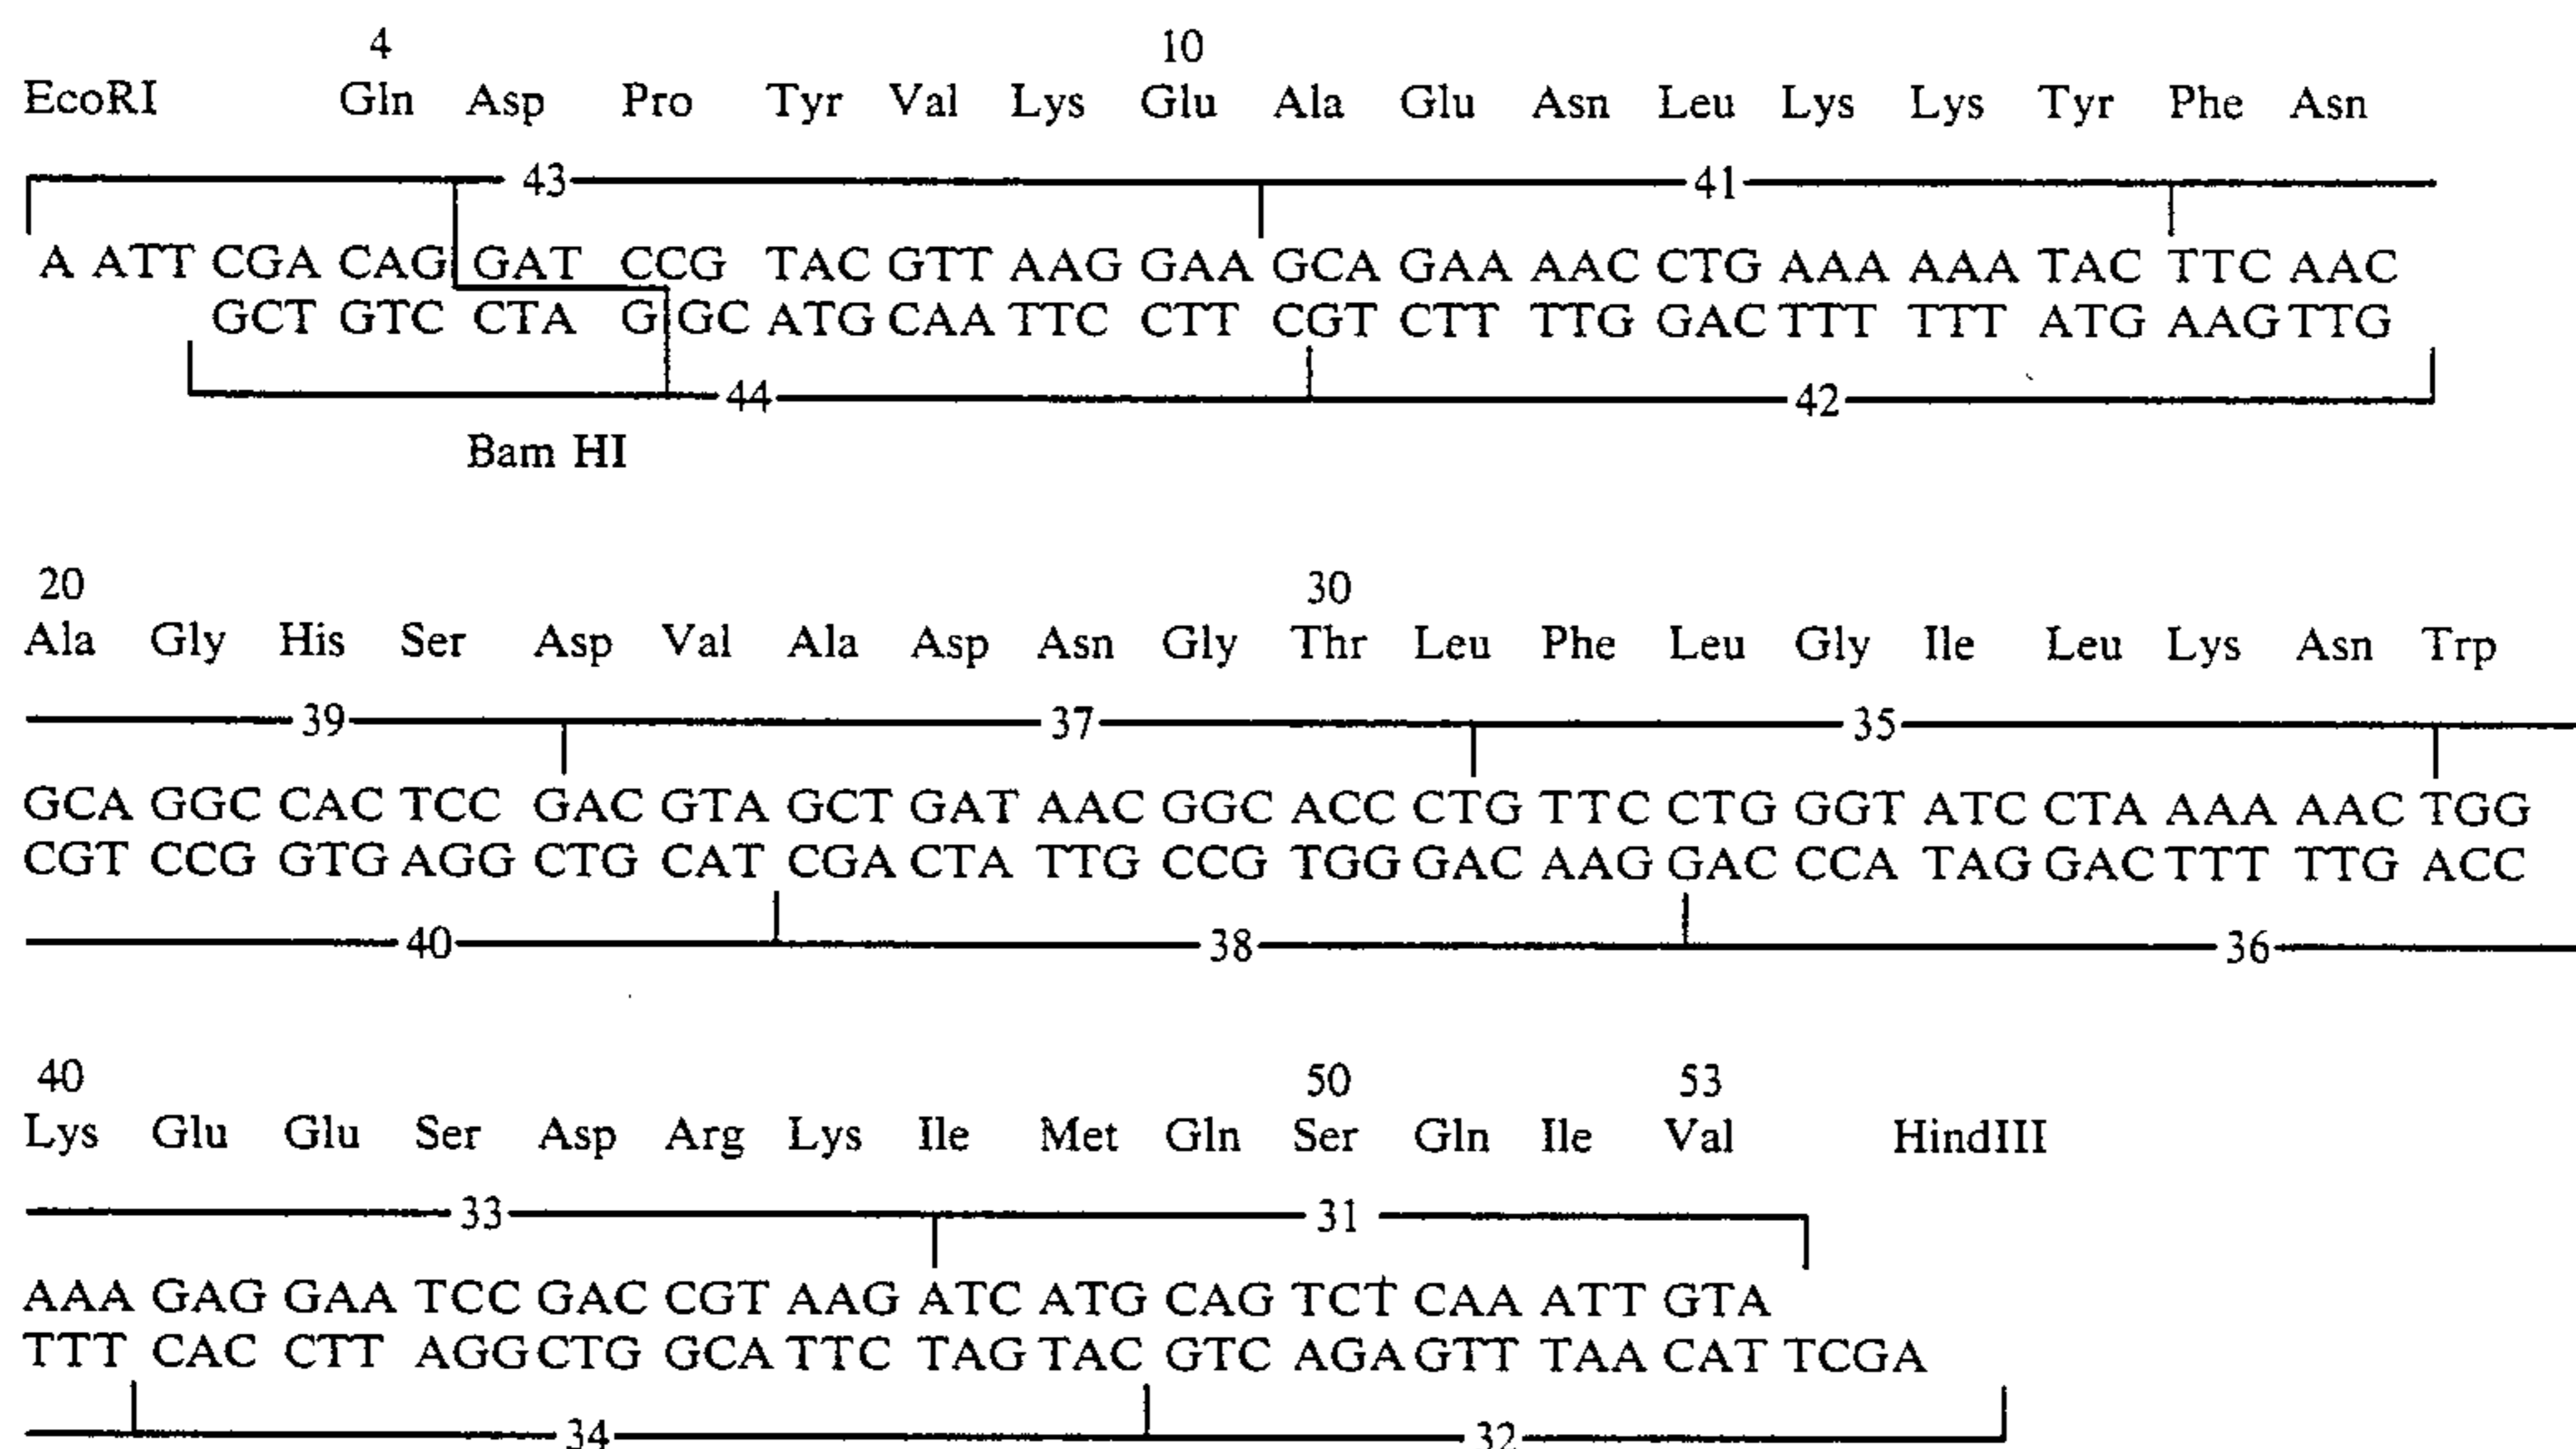 4 10
EcoRI Gln Asp Pro Tyr Val Lys Glu Ala Glu Asn Leu Lys Lys Tyr Phe Asn
43 41
A ATT CGA CAG GAT CCG TAC GTT AAG GAA GCA GAA AAC CTG AAA AAA TAC TTC AAC
GCT GTC CTA G GC ATG CAA TTC CTT CGT CTT TTG GAC TTT TTT ATG AAG TTG
44 42
Bam HI
20 30
Ala Gly His Ser Asp Val Ala Asp Asn Gly Thr Leu Phe Leu Gly Ile Leu Lys Asn Trp
39 37 35
GCA GGC CAC TCC GAC GTA GCT GAT AAC GGC ACC CTG TTC CTG GGT ATC CTA AAA AAC TGG
CGT CCG GTG AGG CTG CAT CGA CTA TTG CCG TGG GAC AAG GAC CCA TAG GAC TTT TTG ACC
40 38 36
40 50 53
Lys Glu Glu Ser Asp Arg Lys Ile Met Gln Ser Gln Ile Val HindIII
33 31
AAA GAG GAA TCC GAC CGT AAG ATC ATG CAG TCT CAA ATT GTA
TTT CAC CTT AGG CTG GCA TTC TAG TAC GTC AGA GTT TAA CAT TCGA
34 32